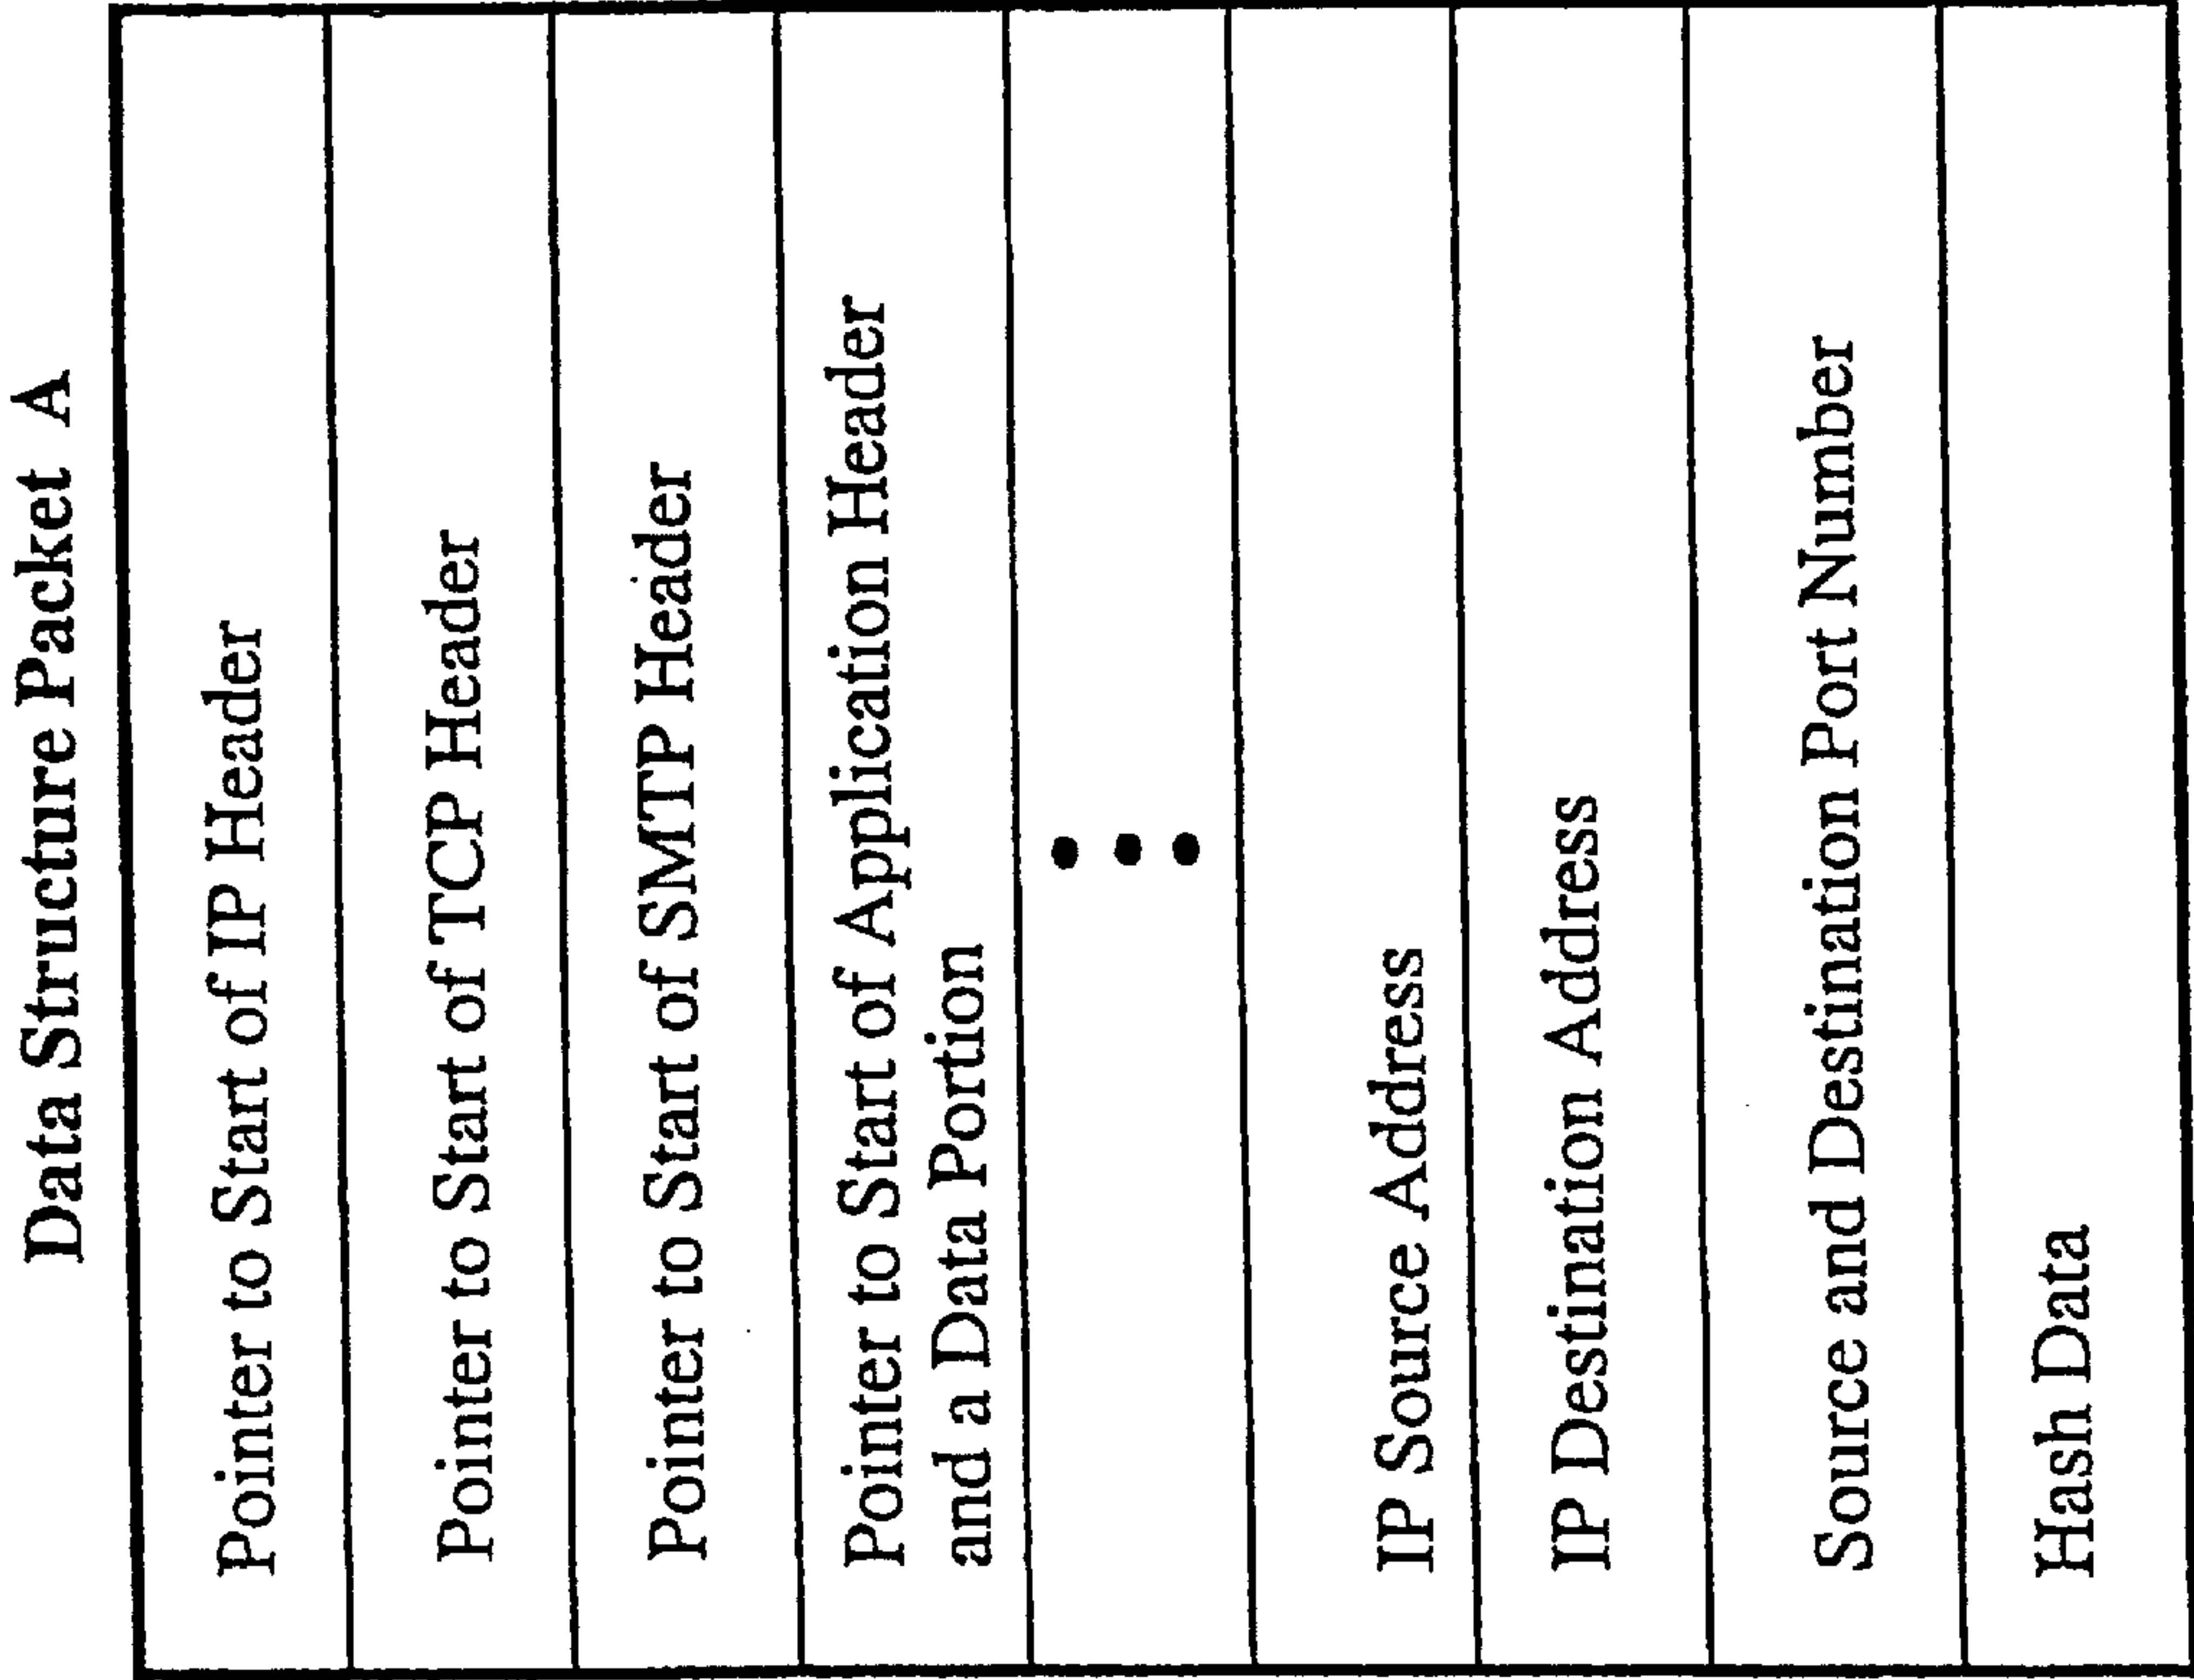 Data Structure Packet A
Pointer to Start of IP Header
Pointer to Start of TCP Header
Pointer to Start of SMTP Header
Pointer to Start of Application Header
and a Data Portion
IP Source Address
IP Destination Address
Source and Destination Port Number
Hash Data